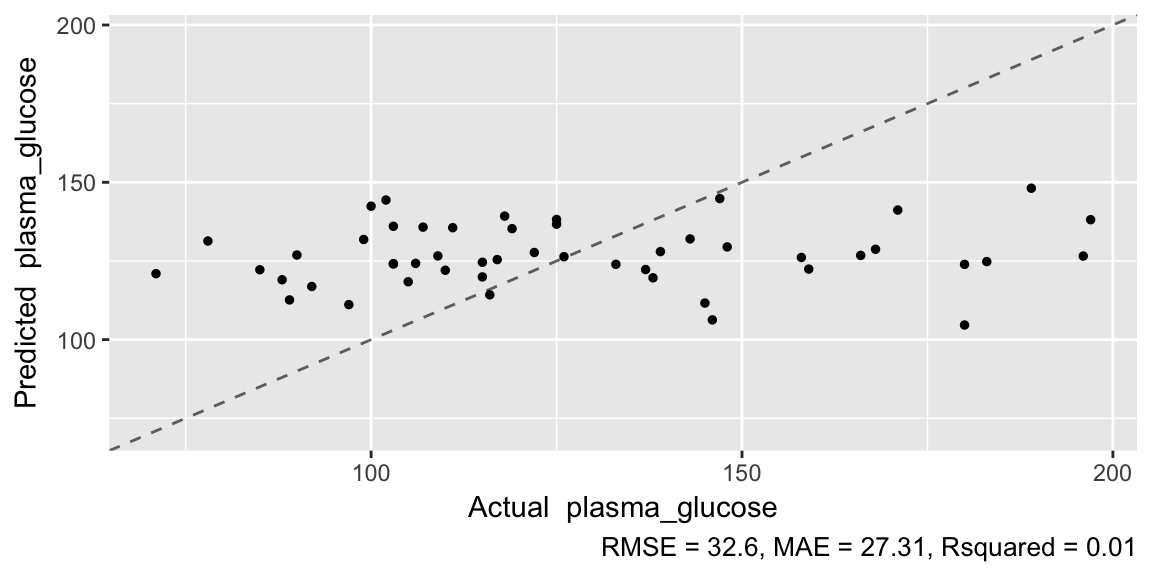 200
150
100
Predicted plasma_glucose
100 150 200
Actual plasma_glucose
RMSE = 32.6, MAE = 27.31, Rsquared = 0.01